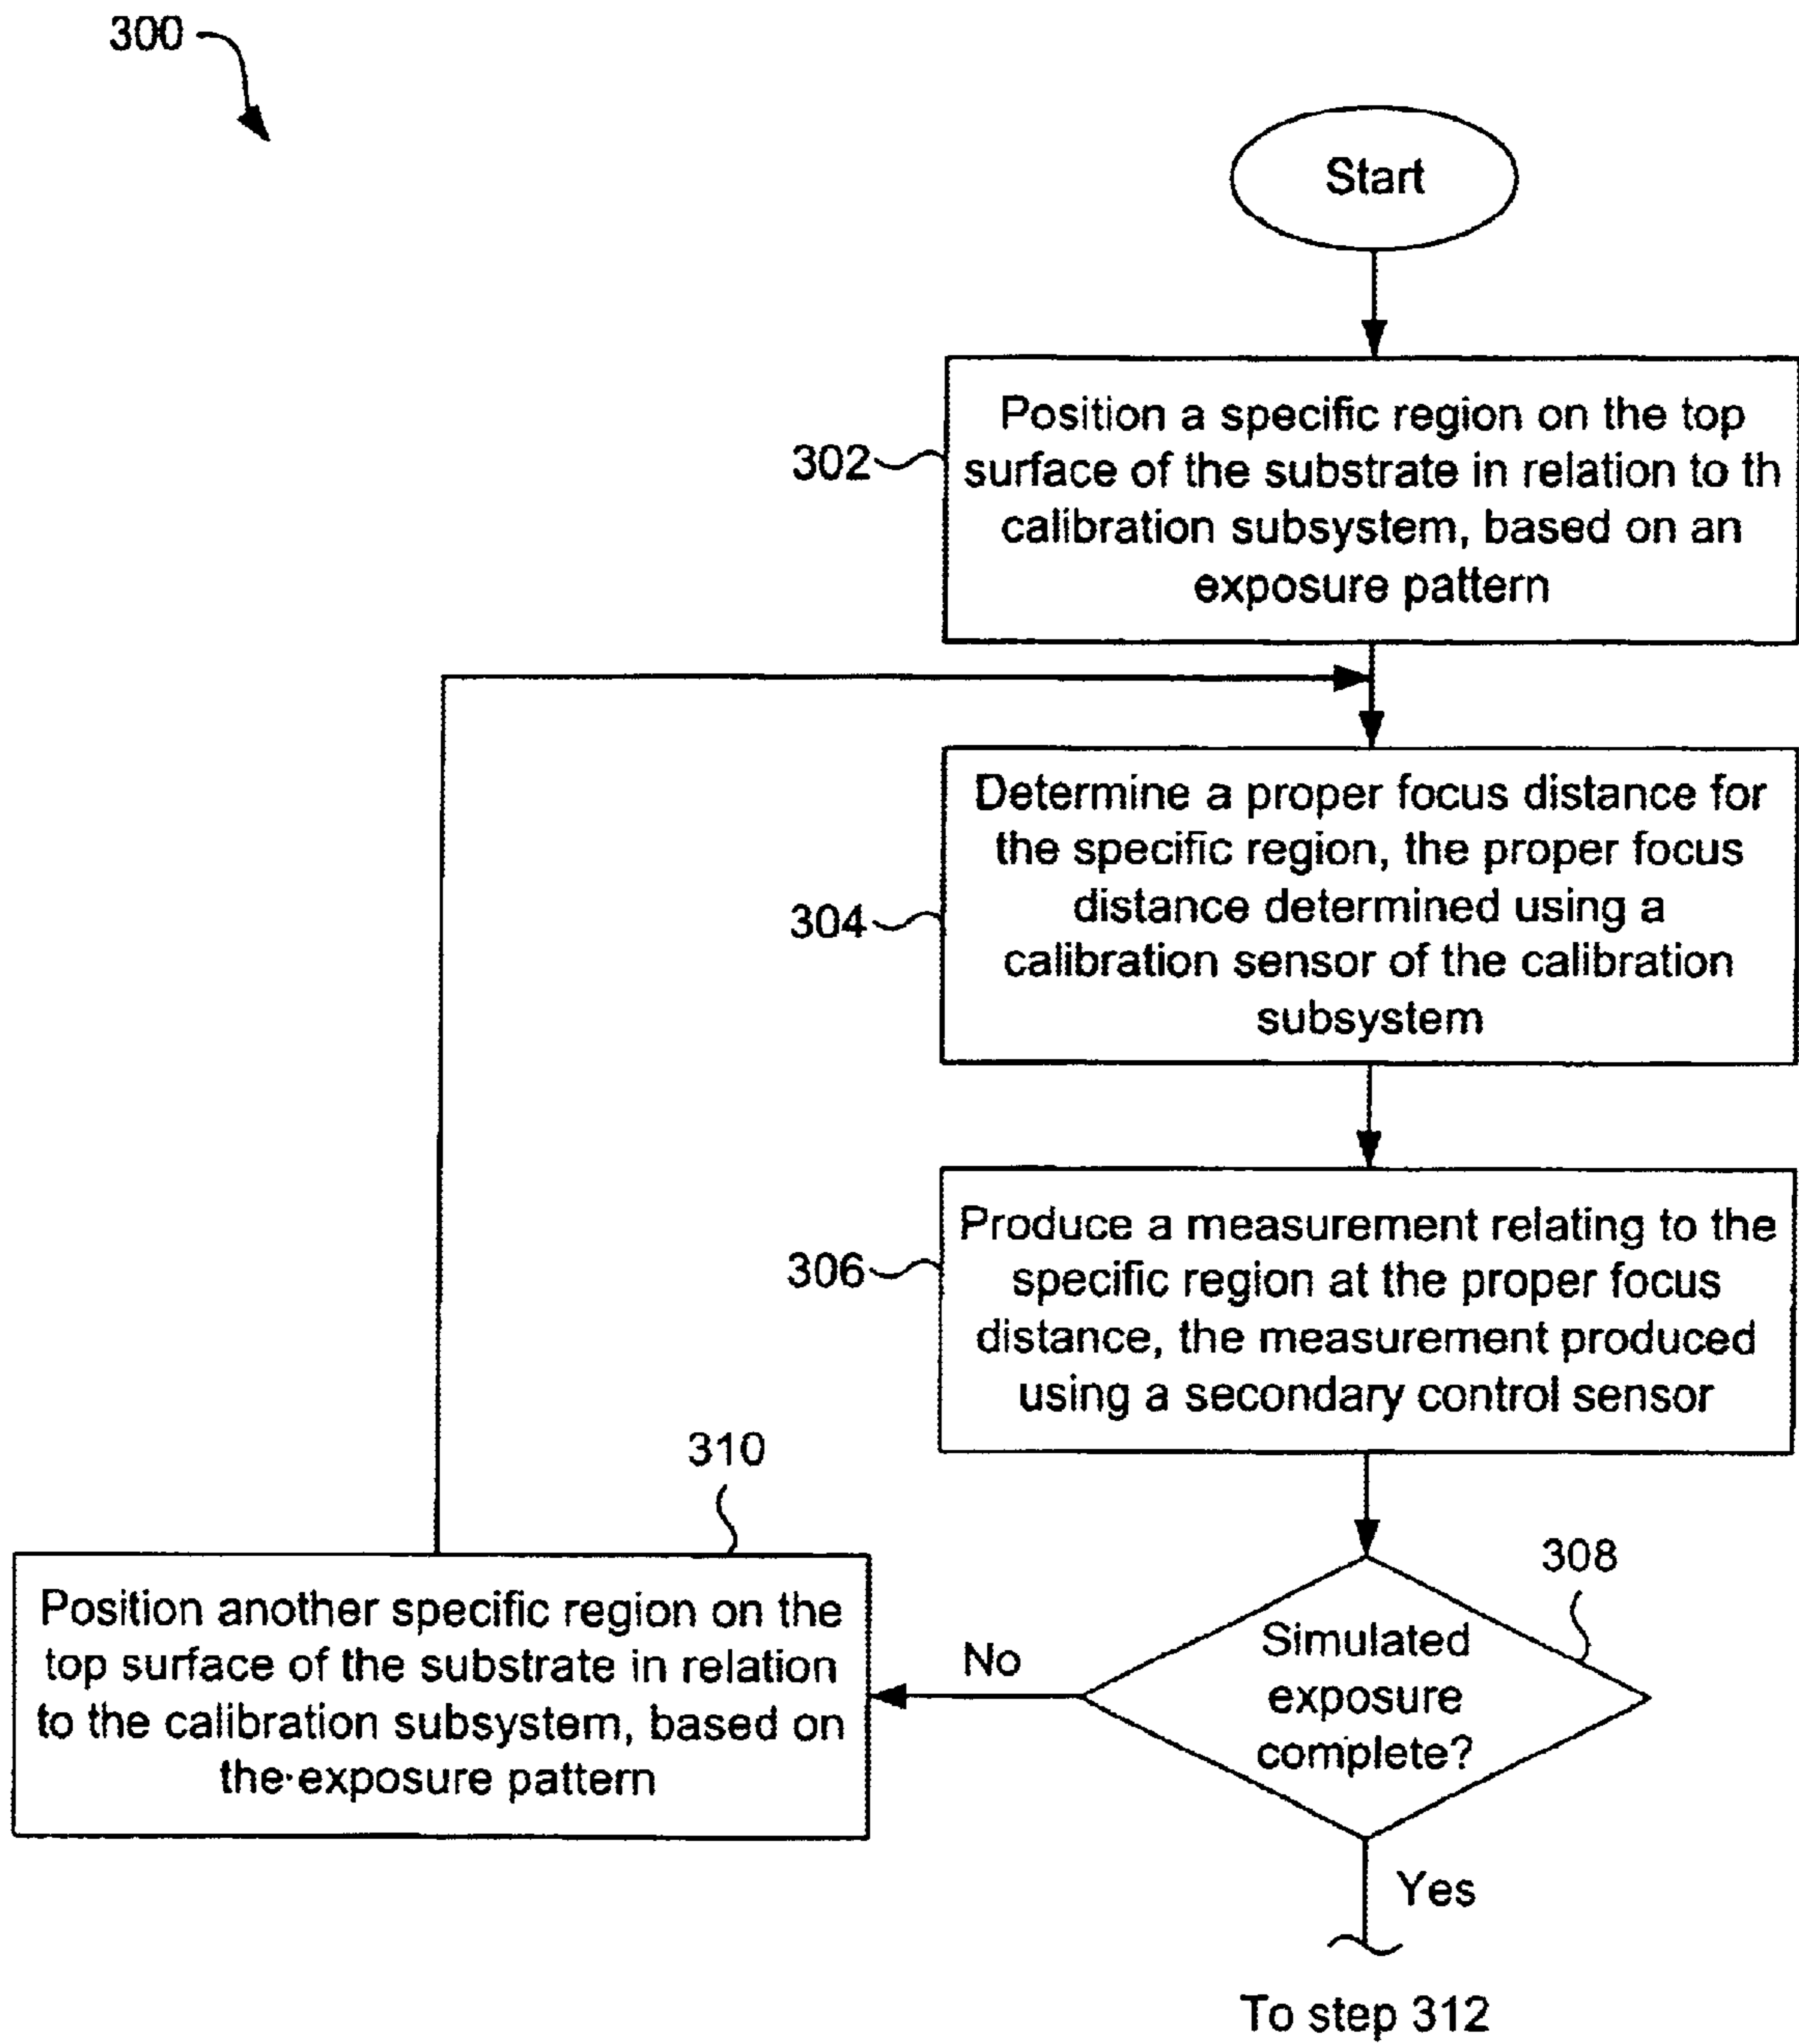 300
Start
302
Position a specific region on the top
surface of the substrate in relation to th
calibration subsystem, based on an
exposure pattern
304
Determine a proper focus distance for
the specific region, the proper focus
distance determined using a
calibration sensor of the calibration
subsystem
306
Produce a measurement relating to the
specific region at the proper focus
distance, the measurement produced
using a secondary control sensor
308
Simulated
exposure
complete?
No
310
Position another specific region on the
top surface of the substrate in relation
to the calibration subsystem, based on
the exposure pattern
Yes
To step 312